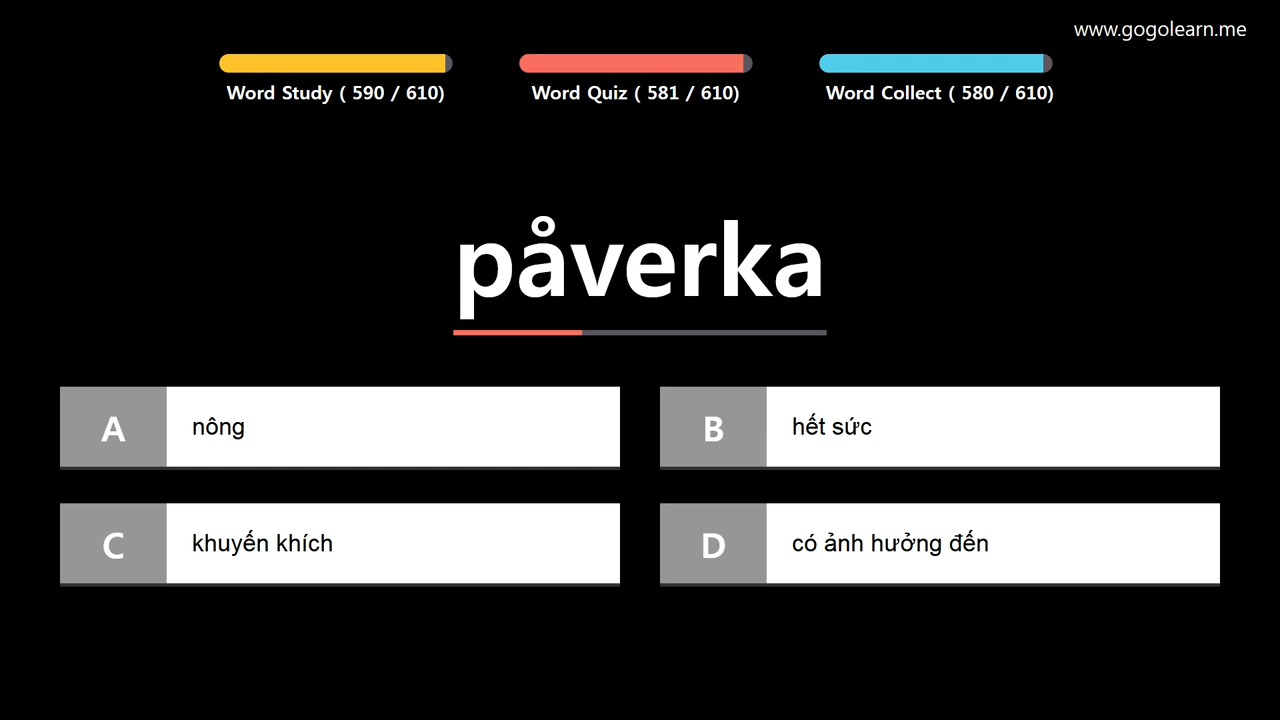 www.gogolearn.me
Word Study ( 590 / 610)
Word Quiz ( 581 / 610)
Word Collect ( 580 / 610)
påverka
A nông
B hết sức
C khuyến khích
D có ảnh hưởng đến